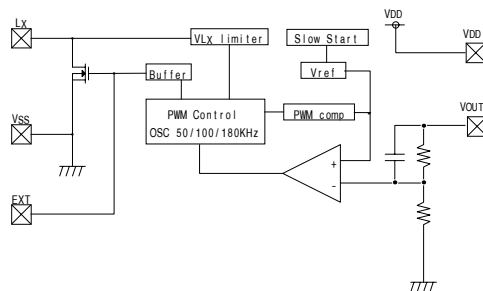 LX
VLX limiter
Slow Start
VDD
VDD
Buffer
Vref
VOUT
PWM Control
OSC 50/100/180KHz
PWM comp
VSS
+
-
EXT